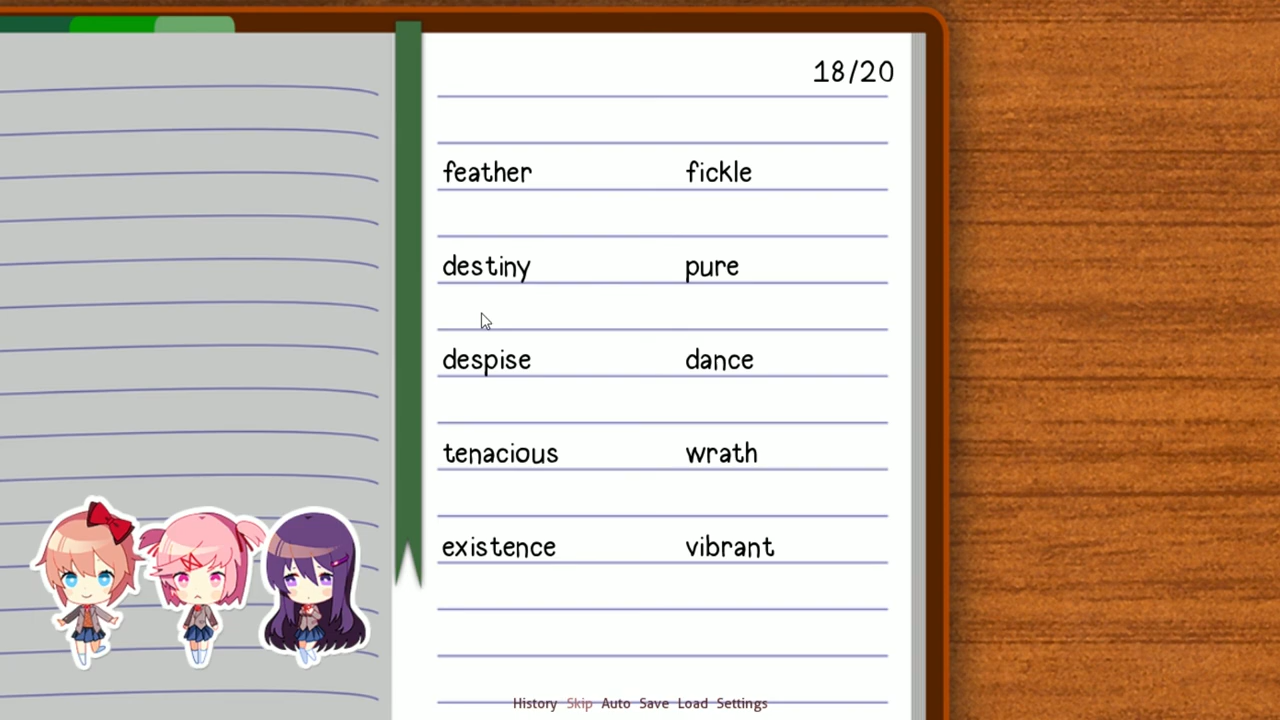 18/20
feather fickle
destiny pure
despise dance
tenacious wrath
existence vibrant
History Skip Auto Save Load Settings